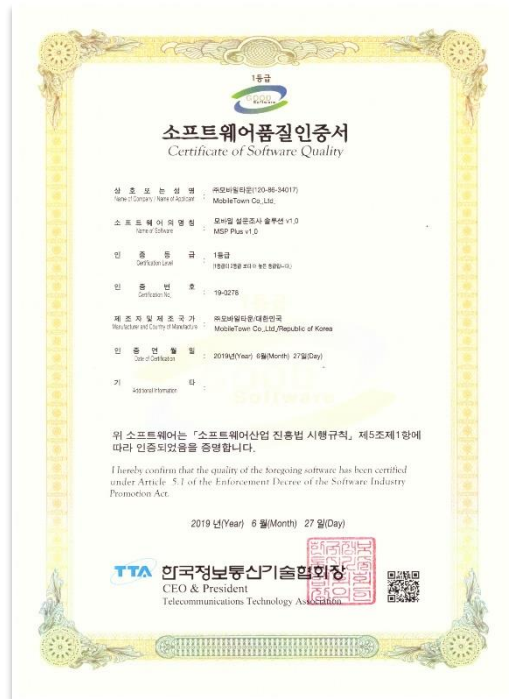 1등급
GOOD
Software
소프트웨어품질인증서
Certificate of Software Quality
상 호 또 는 성 명 : ㈜모바일타운(120-86-34017)
Name of Company / Name of Applicant MobileTown Co.,Ltd.
소 프 트 웨 어 의 명 칭 : 모바일 설문조사 솔루션 v1.0
Name of Software MSP Plus v1.0
인 증 등 급 : 1등급
Certification Level
인 증 번 호 : 19-0278
Certification No.
제 조 자 및 제 조 국 가 : ㈜모바일타운/대한민국
Manufacturer and Country of Manufacture MobileTown Co.,Ltd./Republic of Korea
인 증 연 월 일 : 2019년(Year) 6월(Month) 27일(Day)
Date of Certification
기 타 :
Additional Information
위 소프트웨어는 「소프트웨어산업 진흥법 시행규칙」 제5조제1항에
따라 인증되었음을 증명합니다.
I hereby confirm that the quality of the foregoing software has been certified
under Article 5.1 of the Enforcement Decree of the Software Industry
Promotion Act.
2019 년(Year) 6 월(Month) 27 일(Day)
TTA 한국정보통신기술협회장
CEO & President
Telecommunications Technology Association